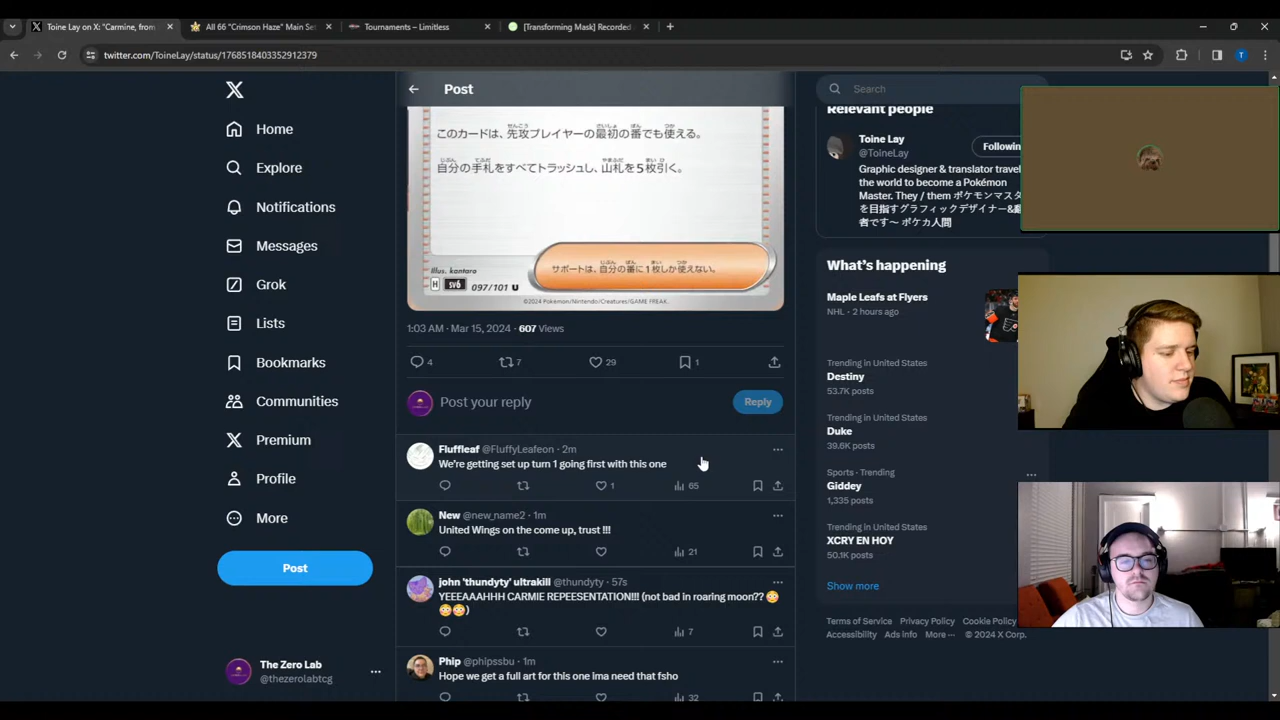 Toine Lay on X: "Carmine, from
All 66 "Crimson Haze" Main Se
Tournaments – Limitless
[Transforming Mask] Recorded
twitter.com/ToineLay/status/1768518403352912379
Home
Explore
Notifications
Messages
Grok
Lists
Bookmarks
Communities
Premium
Profile
More
Post
The Zero Lab
@thezerolabtcg
Post
このカードは、先攻プレイヤーの最初の番でも使える。
自分の手札をすべてトラッシュし、山札を5枚引く。
サポートは、自分の番に1枚しか使えない。
Illus. kantaro
H sv6 097/101 U
©2024 Pokémon/Nintendo/Creatures/GAME FREAK.
1:03 AM · Mar 15, 2024 · 607 Views
4 7 29 1
Post your reply
Reply
Fluffleaf @FluffyLeafeon · 2m
We're getting set up turn 1 going first with this one
1 65
New @new_name2 · 1m
United Wings on the come up, trust !!!
21
john 'thundyty' ultrakill @thundyty · 57s
YEEEAAAHHH CARMIE REPEESENTATION!!! (not bad in roaring moon?? 😳
😳😳)
7
Phip @phipssbu · 1m
Hope we get a full art for this one ima need that fsho
32
Search
Relevant people
Toine Lay
@ToineLay
Followin
Graphic designer & translator travel
the world to become a Pokémon
Master. They / them ポケモンマスタ
を目指すグラフィックデザイナー&翻
者です～ ポケカ人間
What's happening
Maple Leafs at Flyers
NHL · 2 hours ago
Trending in United States
Destiny
53.7K posts
Trending in United States
Duke
39.6K posts
Sports · Trending
Giddey
1,335 posts
Trending in United States
XCRY EN HOY
50.1K posts
Show more
Terms of Service Privacy Policy Cookie Policy
Accessibility Ads info More ··· © 2024 X Corp.